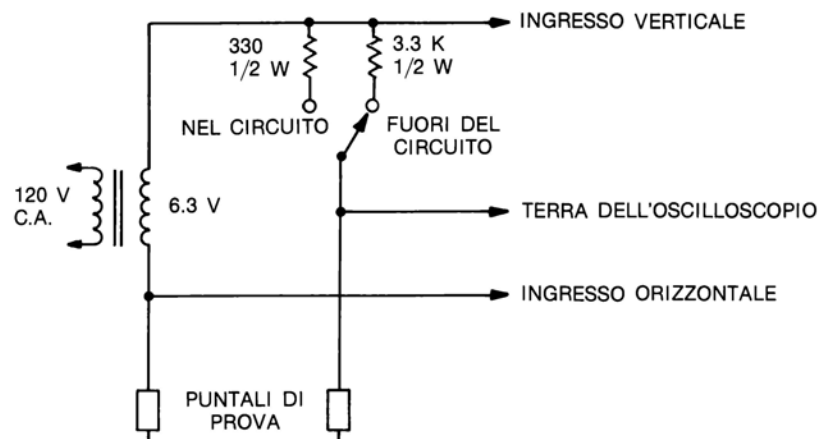 INGRESSO VERTICALE
330
1/2 W
3.3 K
1/2 W
NEL CIRCUITO
FUORI DEL
CIRCUITO
120 V
C.A.
6.3 V
TERRA DELL'OSCILLOSCOPIO
INGRESSO ORIZZONTALE
PUNTALI DI
PROVA